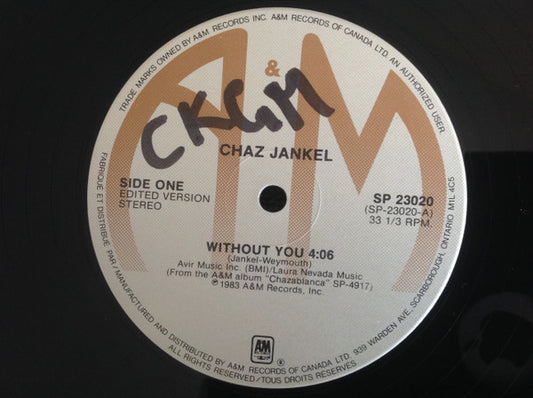 TRADE MARKS OWNED BY A&M RECORDS INC. A&M RECORDS OF CANADA LTD. AN AUTHORIZED USER
A&M
CKGM
CHAZ JANKEL
SIDE ONE
EDITED VERSION
STEREO
SP 23020
(SP-23020-A)
33 1/3 RPM.
WITHOUT YOU 4:06
(Jankel-Weymouth)
Avir Music Inc. (BMI)/Laura Nevada Music
(From the A&M album "Chazablanca" SP-4917)
℗1983 A&M Records, Inc.
A&M
®
FABRIQUÉ ET DISTRIBUÉ PAR/MANUFACTURED AND DISTRIBUTED BY A&M RECORDS OF CANADA LTD./LTÉE 939 WARDEN AVE. SCARBOROUGH, ONTARIO M1L 4C5
ALL RIGHTS RESERVED/TOUS DROITS RESERVÉS